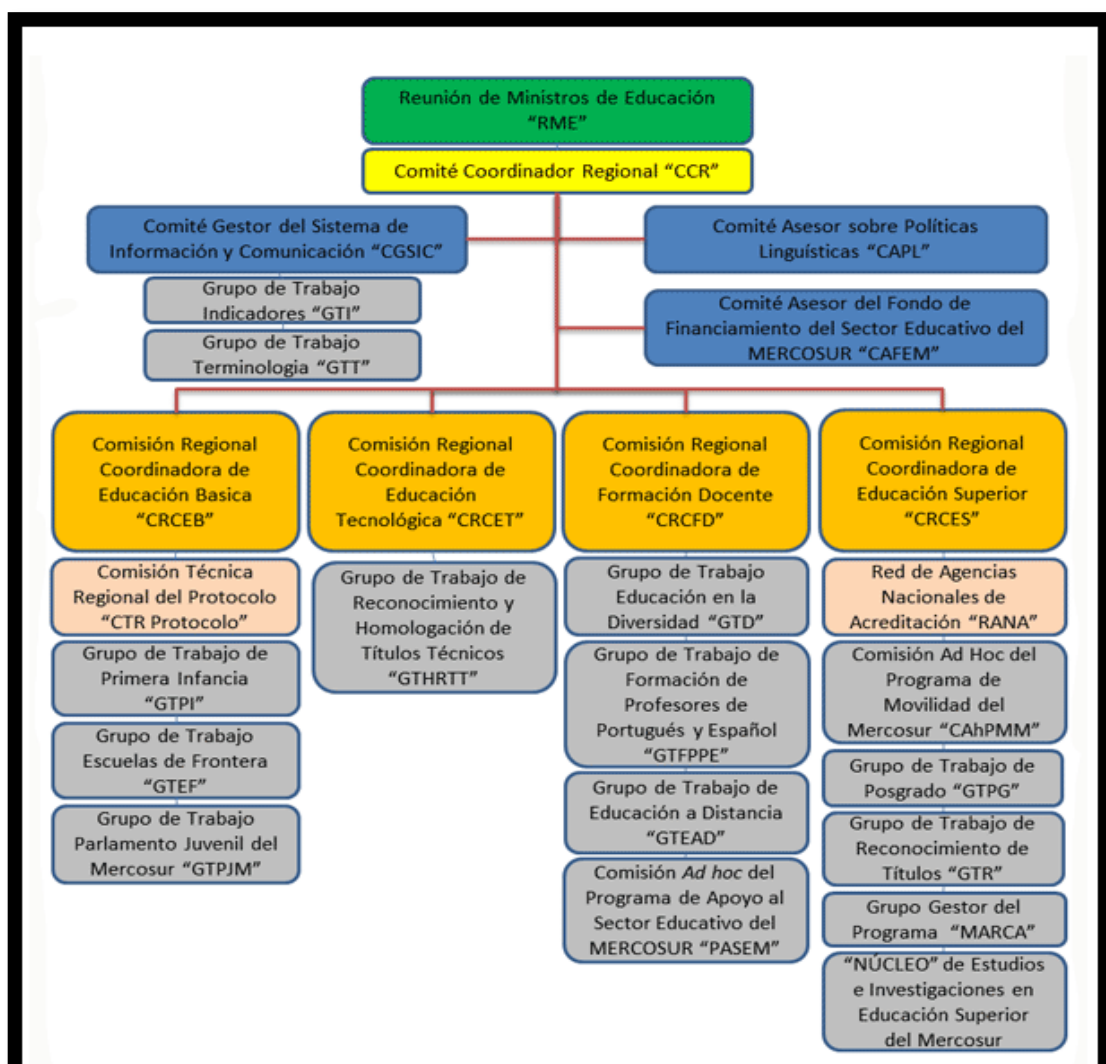 Reunión de Ministros de Educación
“RME”
Comité Coordinador Regional “CCR”
Comité Gestor del Sistema de
Información y Comunicación “CGSIC”
Comité Asesor sobre Políticas
Linguísticas “CAPL”
Grupo de Trabajo
Indicadores “GTI”
Grupo de Trabajo
Terminologia “GTT”
Comité Asesor del Fondo de
Financiamiento del Sector Educativo del
MERCOSUR “CAFEM”
Comisión Regional
Coordinadora de
Educación Basica
“CRCEB”
Comisión Técnica
Regional del Protocolo
“CTR Protocolo”
Grupo de Trabajo de
Primera Infancia
“GTPI”
Grupo de Trabajo
Escuelas de Frontera
“GTEF”
Grupo de Trabajo
Parlamento Juvenil del
Mercosur “GTPJM”
Comisión Regional
Coordinadora de
Educación
Tecnológica “CRCET”
Grupo de Trabajo de
Reconocimiento y
Homologación de
Títulos Técnicos
“GTHRTT”
Comisión Regional
Coordinadora de
Formación Docente
“CRCFD”
Grupo de Trabajo
Educación en la
Diversidad “GTD”
Grupo de Trabajo de
Formación de
Profesores de
Portugués y Español
“GTFPPE”
Grupo de Trabajo de
Educación a Distancia
“GTEAD”
Comisión Ad hoc del
Programa de Apoyo al
Sector Educativo del
MERCOSUR “PASEM”
Comisión Regional
Coordinadora de
Educación Superior
“CRCES”
Red de Agencias
Nacionales de
Acreditación “RANA”
Comisión Ad Hoc del
Programa de
Movilidad del
Mercosur “CAhPMM”
Grupo de Trabajo de
Posgrado “GTPG”
Grupo de Trabajo de
Reconocimiento de
Títulos “GTR”
Grupo Gestor del
Programa “MARCA”
“NÚCLEO” de Estudios
e Investigaciones en
Educación Superior
del Mercosur